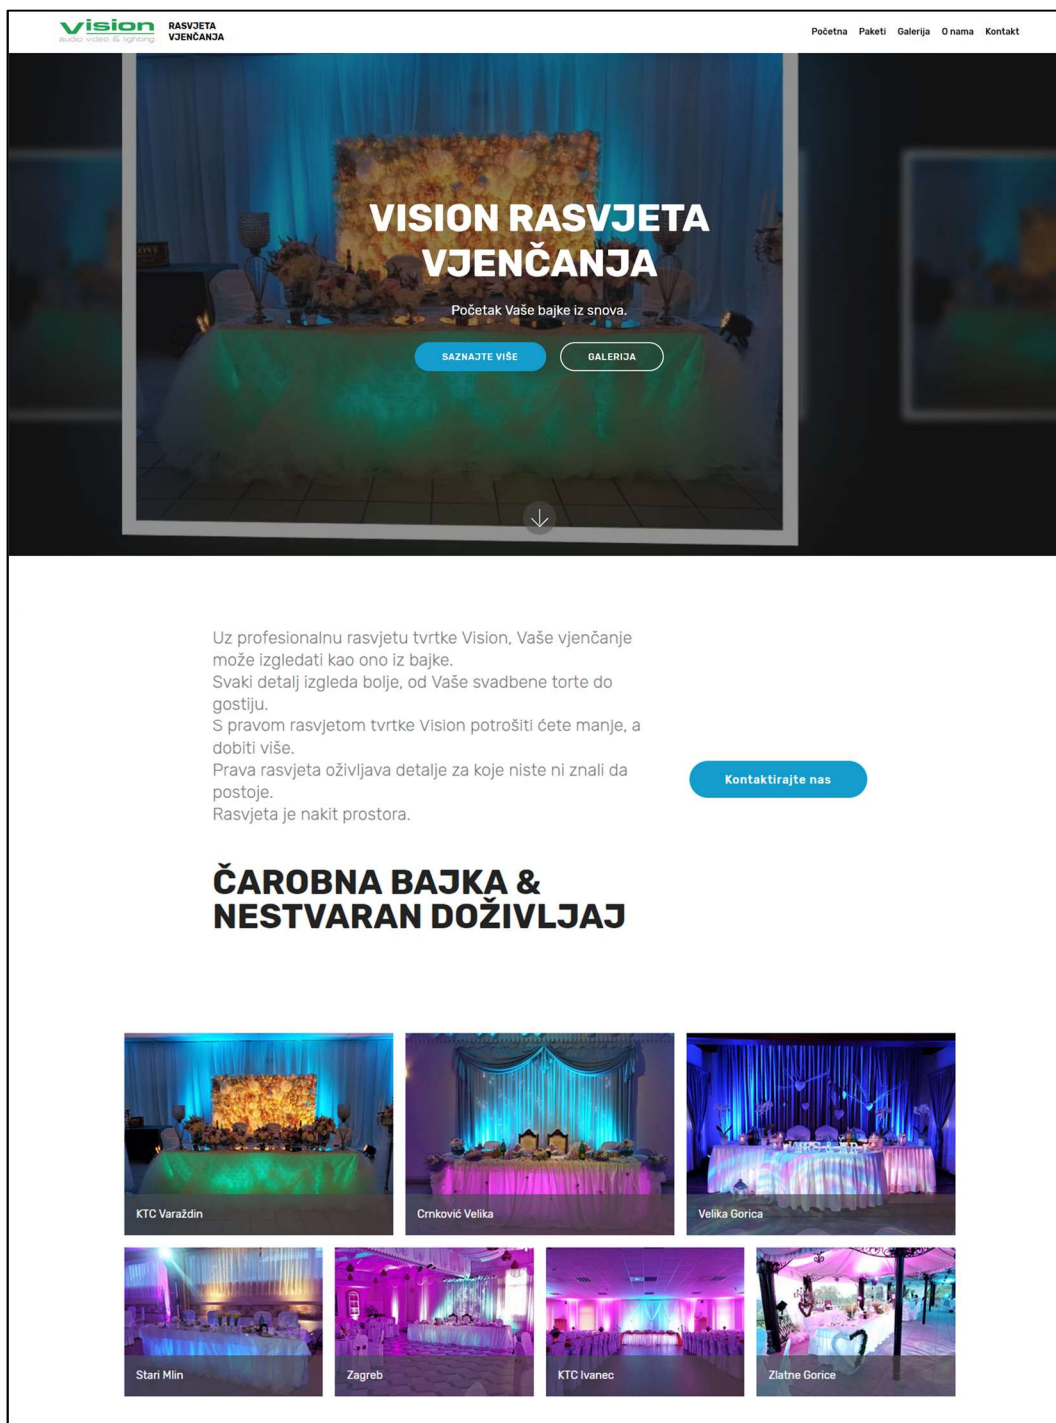 vision
audio video & lighting
RASVJETA
VJENČANJA
Početna Paketi Galerija O nama Kontakt
VISION RASVJETA
VJENČANJA
Početak Vaše bajke iz snova.
SAZNAJTE VIŠE GALERIJA
Uz profesionalnu rasvjetu tvrtke Vision, Vaše vjenčanje
može izgledati kao ono iz bajke.
Svaki detalj izgleda bolje, od Vaše svadbene torte do
gostiju.
S pravom rasvjetom tvrtke Vision potrošiti ćete manje, a
dobiti više.
Prava rasvjeta oživljava detalje za koje niste ni znali da
postoje.
Rasvjeta je nakit prostora.
Kontaktirajte nas
ČAROBNA BAJKA &
NESTVARAN DOŽIVLJAJ
KTC Varaždin
Crnković Velika
Velika Gorica
Stari Mlin
Zagreb
KTC Ivanec
Zlatne Gorice